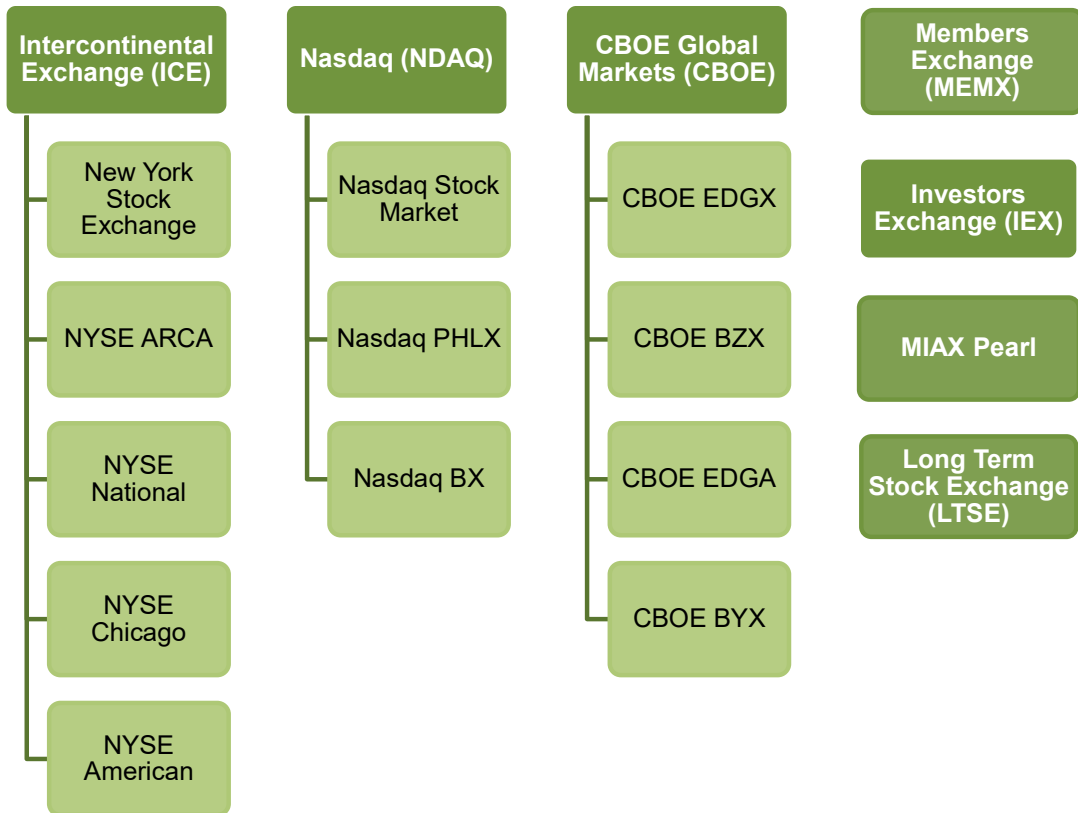 Intercontinental
Exchange (ICE)
New York
Stock
Exchange
NYSE ARCA
NYSE
National
NYSE
Chicago
NYSE
American
Nasdaq (NDAQ)
Nasdaq Stock
Market
Nasdaq PHLX
Nasdaq BX
CBOE Global
Markets (CBOE)
CBOE EDGX
CBOE BZX
CBOE EDGA
CBOE BYX
Members
Exchange
(MEMX)
Investors
Exchange (IEX)
MIAX Pearl
Long Term
Stock Exchange
(LTSE)